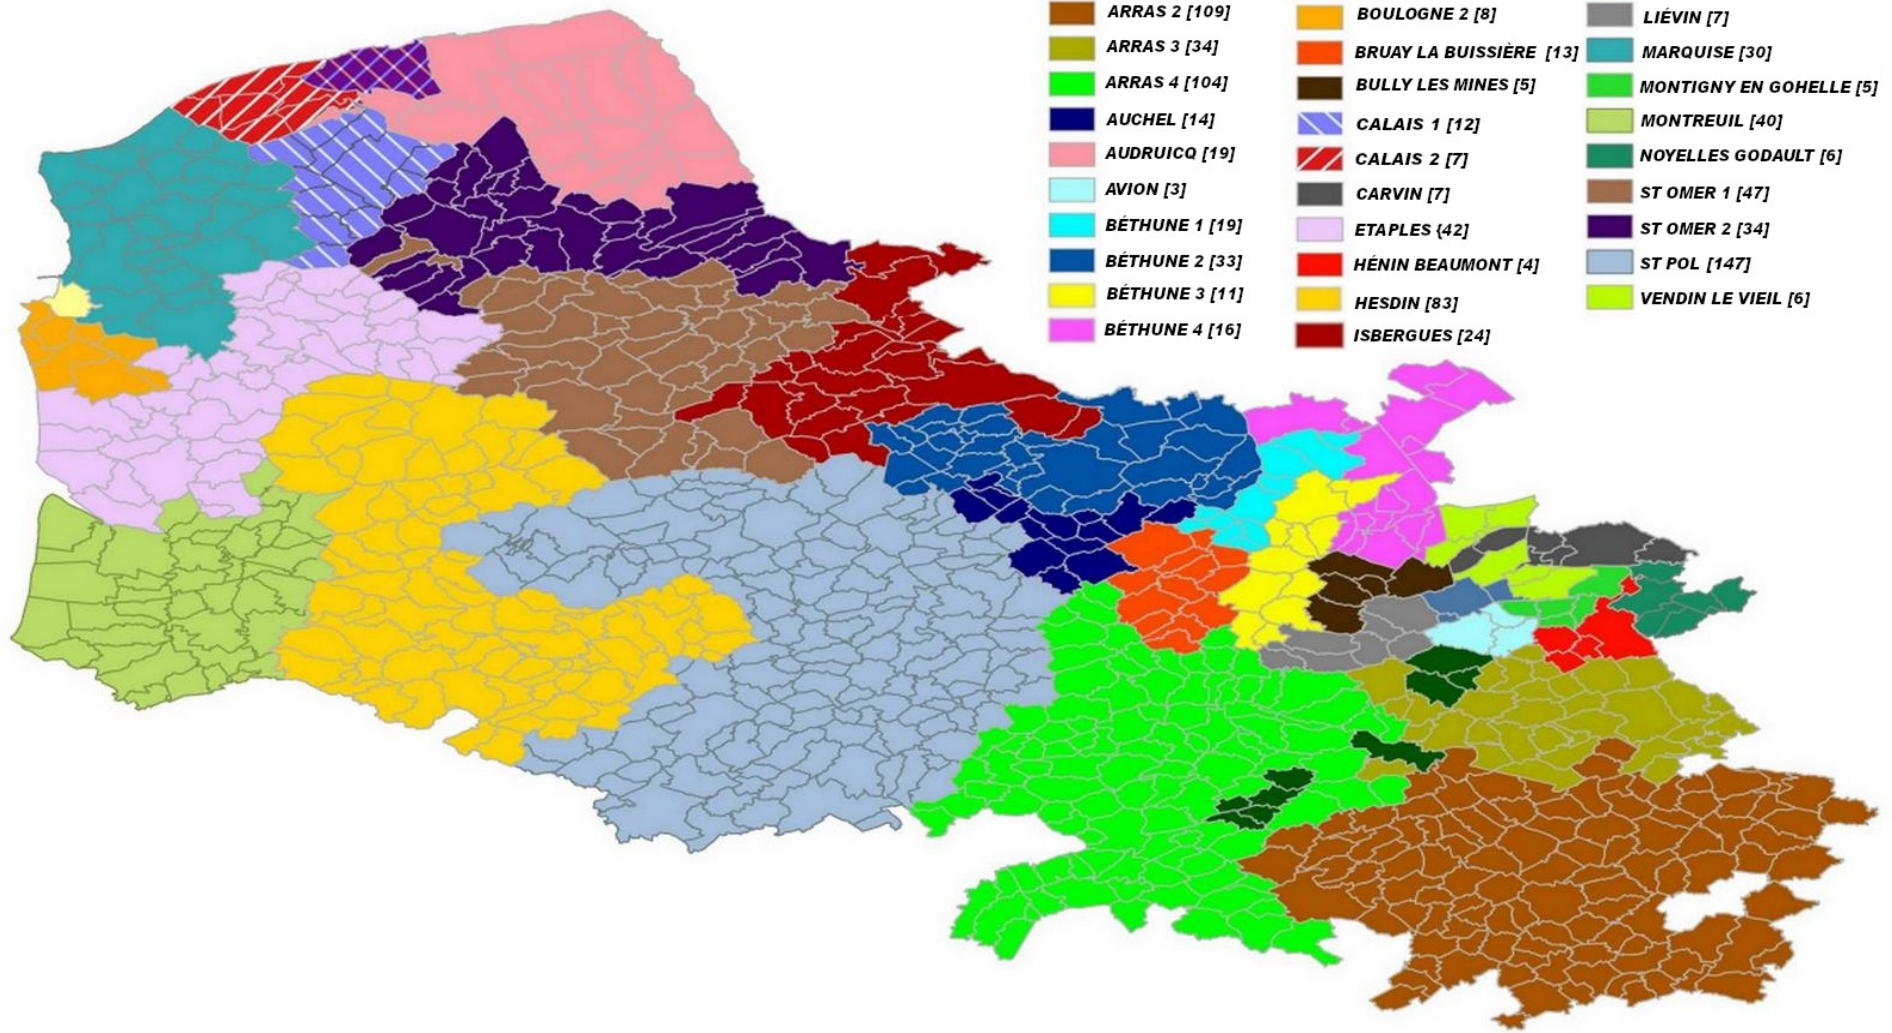 ARRAS 2 [109]
ARRAS 3 [34]
ARRAS 4 [104]
AUCHEL [14]
AUDRUICQ [19]
AVION [3]
BÉTHUNE 1 [19]
BÉTHUNE 2 [33]
BÉTHUNE 3 [11]
BÉTHUNE 4 [16]
BOULOGNE 2 [8]
BRUAY LA BUISSIÈRE [13]
BULLY LES MINES [5]
CALAIS 1 [12]
CALAIS 2 [7]
CARVIN [7]
ETAPLES {42]
HÉNIN BEAUMONT [4]
HESDIN [83]
ISBERGUES [24]
LIÉVIN [7]
MARQUISE [30]
MONTIGNY EN GOHELLE [5]
MONTREUIL [40]
NOYELLES GODAULT [6]
ST OMER 1 [47]
ST OMER 2 [34]
ST POL [147]
VENDIN LE VIEIL [6]